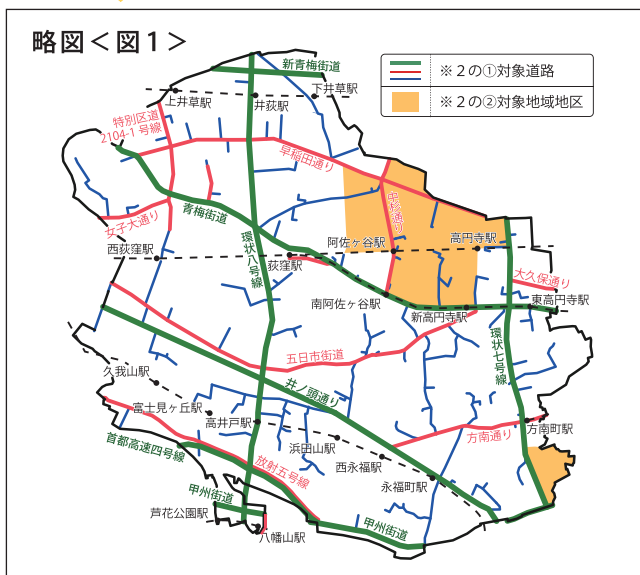 略図＜図1＞
※2の①対象道路
※2の②対象地域地区
新青梅街道
上井草駅
井荻駅
下井草駅
特別区道
2104-1号線
早稲田通り
中杉通り
女子大通り
青梅街道
環状八号線
西荻窪駅
荻窪駅
阿佐ヶ谷駅
高円寺駅
大久保通り
南阿佐ヶ谷駅
新高円寺駅
東高円寺駅
環状七号線
五日市街道
久我山駅
井ノ頭通り
富士見ヶ丘駅
高井戸駅
浜田山駅
西永福駅
方南通り
方南町駅
首都高速四号線
放射五号線
永福町駅
甲州街道
芦花公園駅
八幡山駅
甲州街道